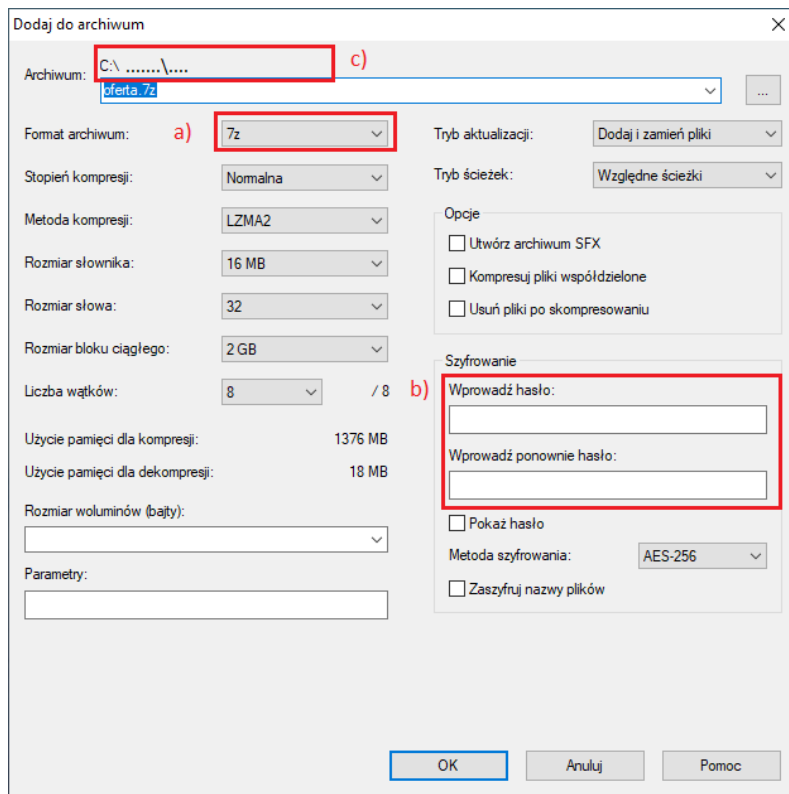 Dodaj do archiwum
Archiwum:
C:\ .......\....
c)
oferta.7z
...
Format archiwum:
a)
7z
Tryb aktualizacji:
Dodaj i zamień pliki
Stopień kompresji:
Normalna
Tryb ścieżek:
Względne ścieżki
Metoda kompresji:
LZMA2
Opcje
Utwórz archiwum SFX
Rozmiar słownika:
16 MB
Kompresuj pliki współdzielone
Rozmiar słowa:
32
Usuń pliki po skompresowaniu
Rozmiar bloku ciągłego:
2 GB
Szyfrowanie
Liczba wątków:
8
/ 8
b)
Wprowadź hasło:
Użycie pamięci dla kompresji:
1376 MB
Wprowadź ponownie hasło:
Użycie pamięci dla dekompresji:
18 MB
Rozmiar woluminów (bajty):
Pokaż hasło
Metoda szyfrowania:
AES-256
Parametry:
Zaszyfruj nazwy plików
OK
Anuluj
Pomoc